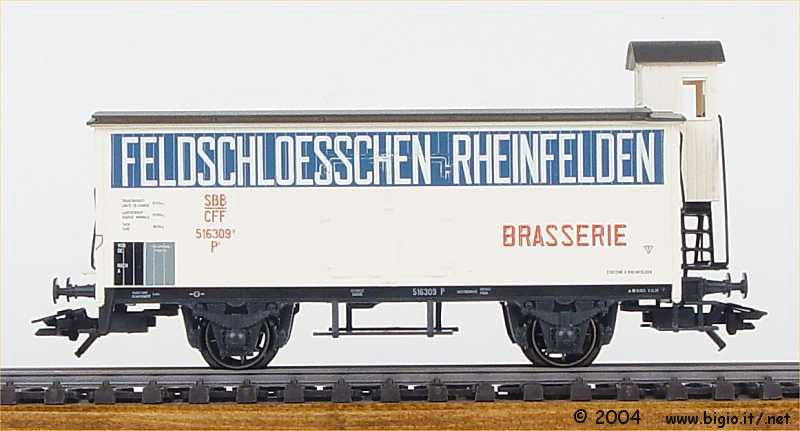 FELDSCHLOESSCHEN - RHEINFELDEN
SBB
CFF
516309
P
BRASSERIE
516309 P
© 2004 www.bigio.it/.net